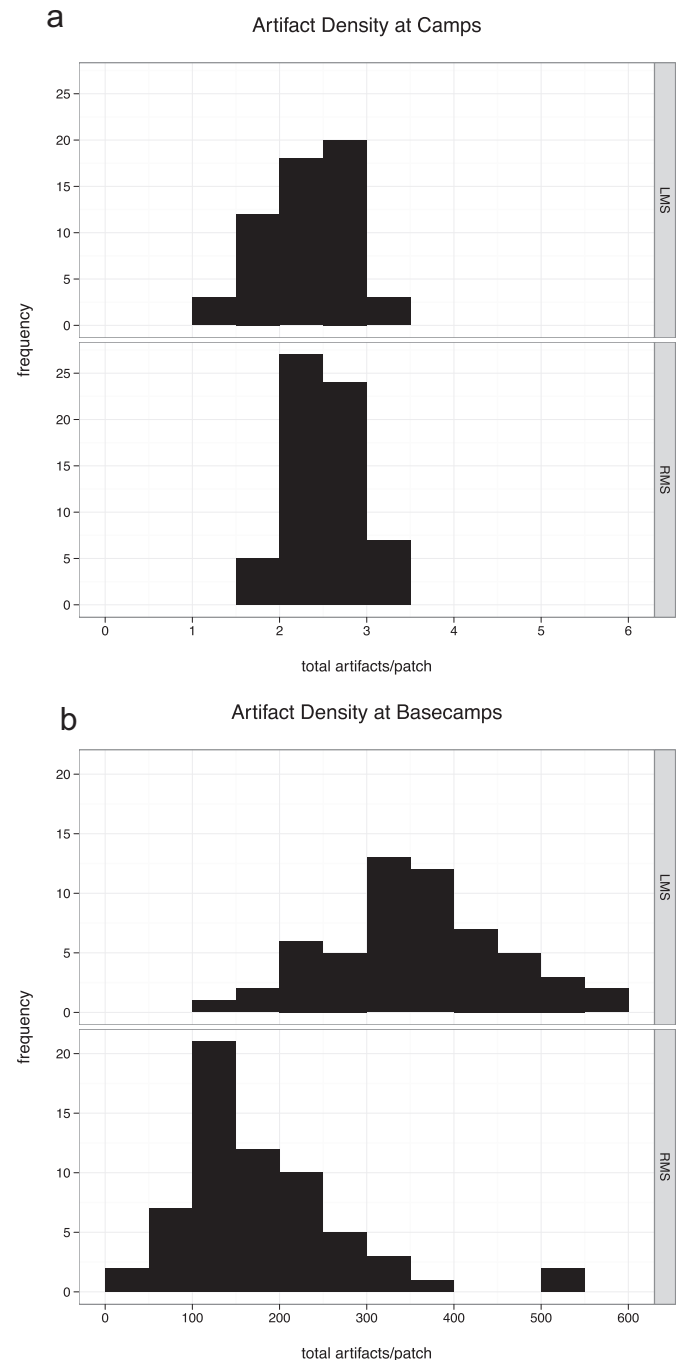 a
Artifact Density at Camps
25
20
15
10
5
0
LMS
25
20
15
10
5
0
RMS
frequency
0 1 2 3 4 5 6
total artifacts/patch
b
Artifact Density at Basecamps
20
15
10
5
0
LMS
20
15
10
5
0
RMS
frequency
0 100 200 300 400 500 600
total artifacts/patch